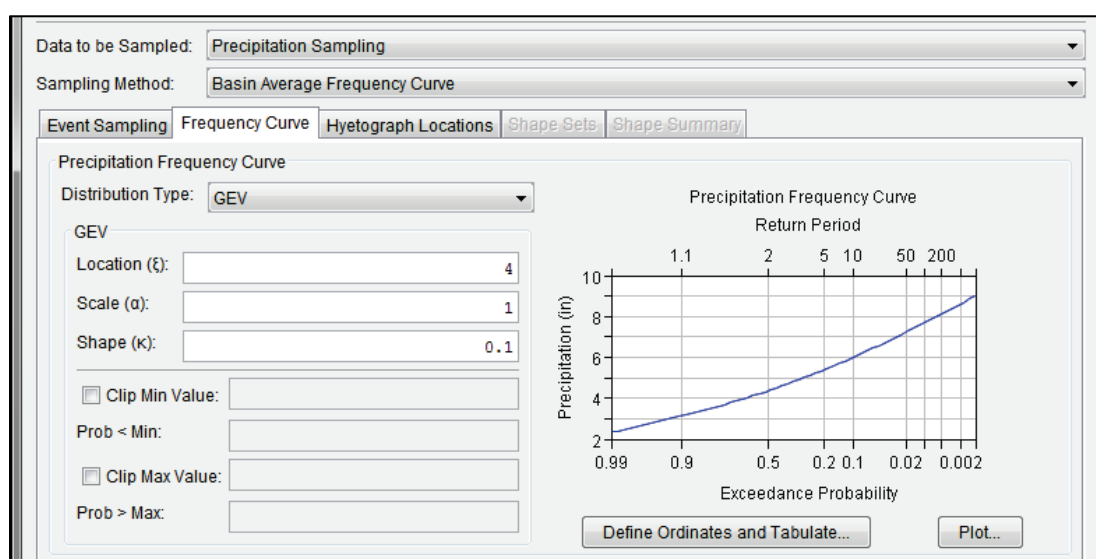 Data to be Sampled: Precipitation Sampling
Sampling Method: Basin Average Frequency Curve
Event Sampling Frequency Curve Hyetograph Locations Shape Sets Shape Summary
Precipitation Frequency Curve
Distribution Type: GEV
GEV
Location (ξ): 4
Scale (α): 1
Shape (κ): 0.1
Clip Min Value:
Prob < Min:
Clip Max Value:
Prob > Max:
Precipitation Frequency Curve
Return Period
1.1 2 5 10 50 200
10
8
6
4
2
Precipitation (in)
0.99 0.9 0.5 0.2 0.1 0.02 0.002
Exceedance Probability
Define Ordinates and Tabulate... Plot...